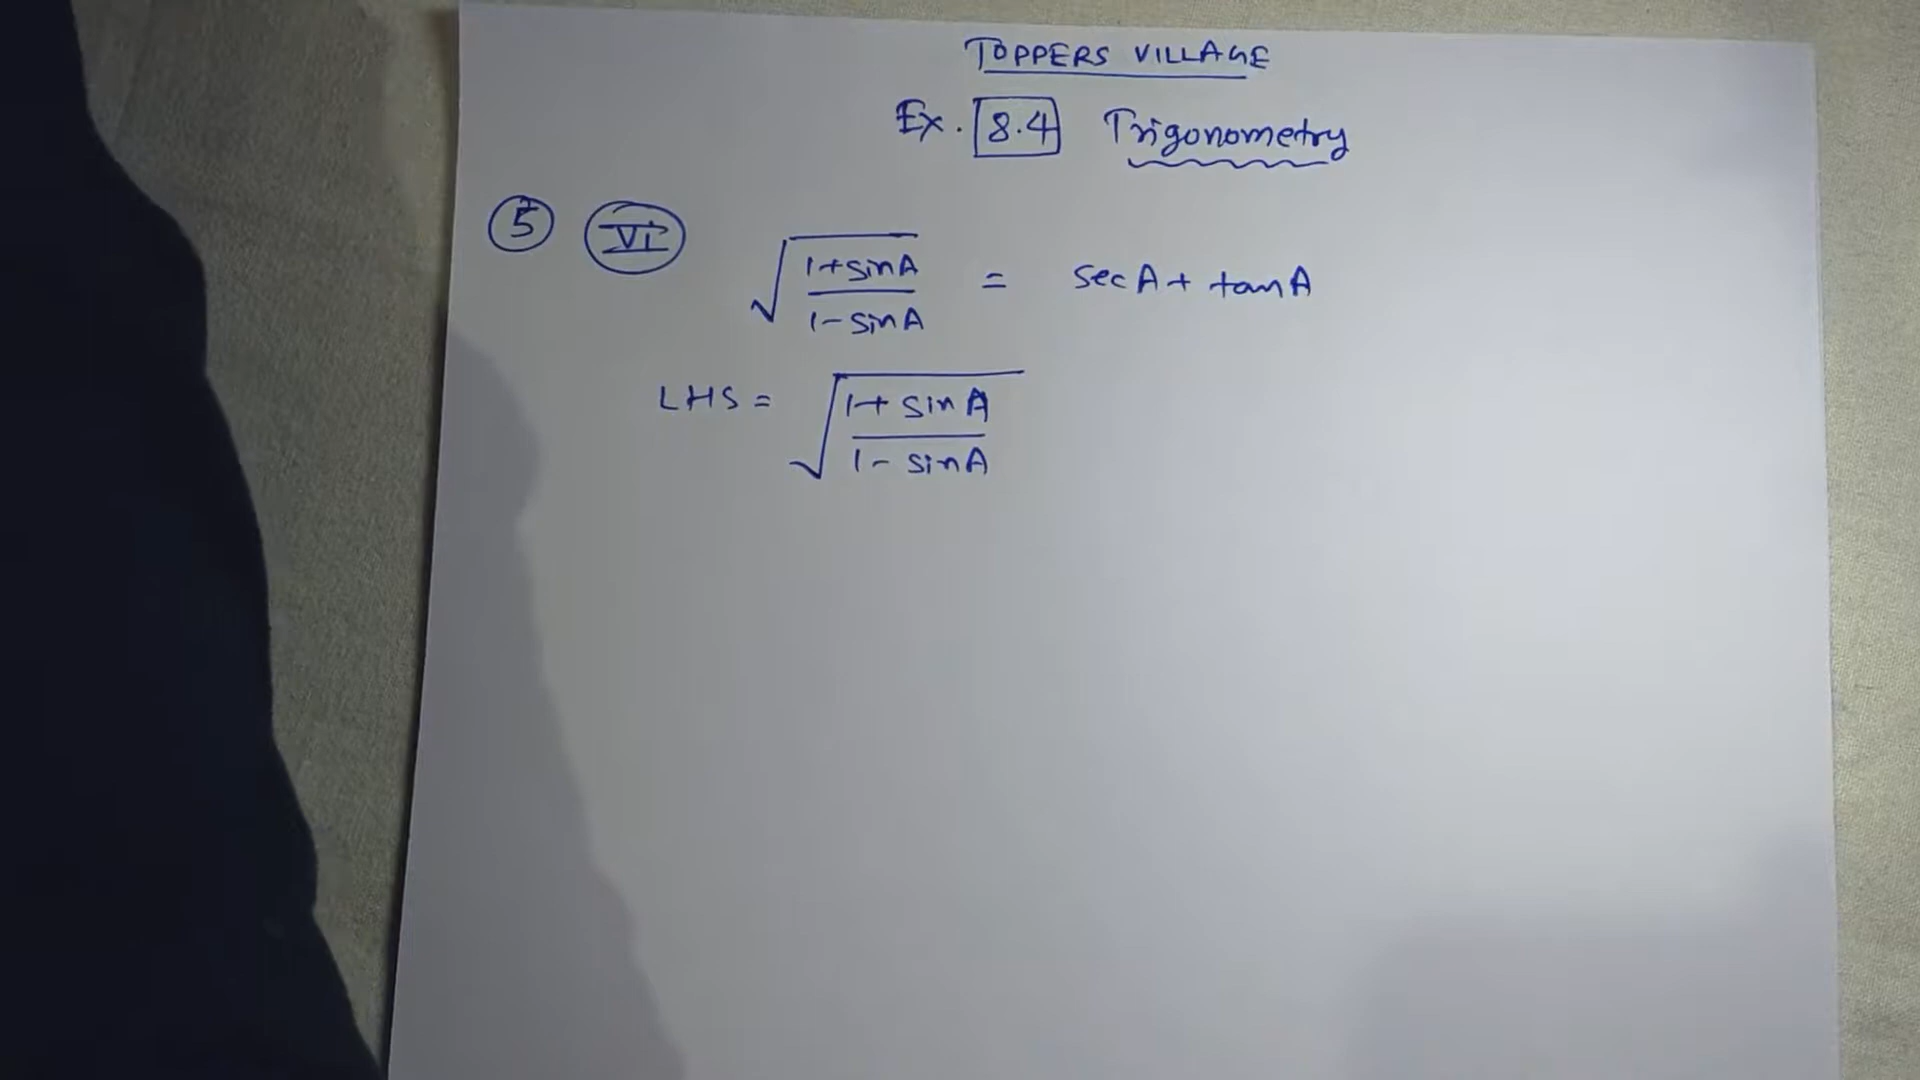 TOPPERS VILLAGE
Ex. 8.4 Trigonometry
5 VI √(1+sinA / 1-sinA) = secA + tanA
LHS = √(1+ sinA / 1- sinA)